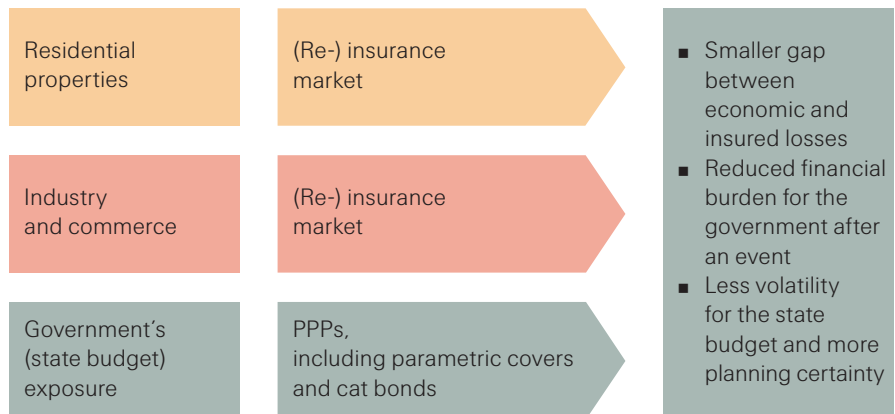 Residential
properties
(Re-) insurance
market
Industry
and commerce
(Re-) insurance
market
Government's
(state budget)
exposure
PPPs,
including parametric covers
and cat bonds
■ Smaller gap
between
economic and
insured losses
■ Reduced financial
burden for the
government after
an event
■ Less volatility
for the state
budget and more
planning certainty